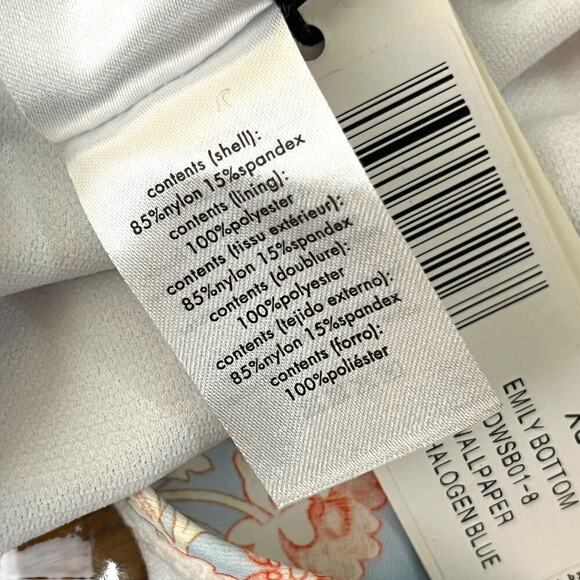 contents (shell):
85%nylon 15%spandex
contents (lining):
100%polyester
contents (tissu extérieur):
85%nylon 15%spandex
contents (doublure):
100%polyester
contents (tejido externo):
85%nylon 15%spandex
contents (forro):
100%poliéster
EMILY BOTTOM
DWSB01-8
WALLPAPER
HALOGEN BLUE